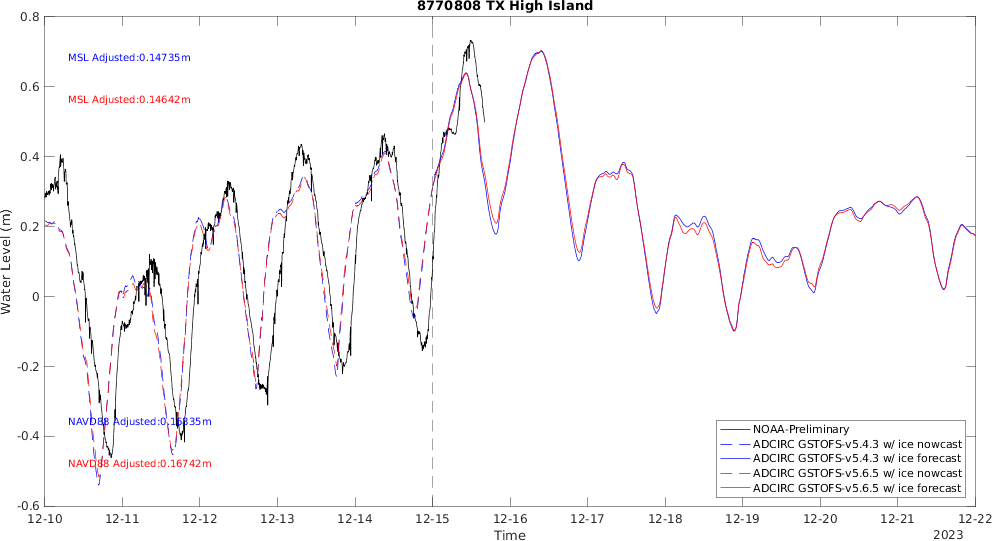 8770808 TX High Island
0.8
0.6
0.4
0.2
0
-0.2
-0.4
-0.6
Water Level (m)
MSL Adjusted:0.14735m
MSL Adjusted:0.14642m
NAVD88 Adjusted:0.16835m
NAVD88 Adjusted:0.16742m
NOAA-Preliminary
ADCIRC GSTOFS-v5.4.3 w/ ice nowcast
ADCIRC GSTOFS-v5.4.3 w/ ice forecast
ADCIRC GSTOFS-v5.6.5 w/ ice nowcast
ADCIRC GSTOFS-v5.6.5 w/ ice forecast
12-10 12-11 12-12 12-13 12-14 12-15 12-16 12-17 12-18 12-19 12-20 12-21 12-22
Time
2023